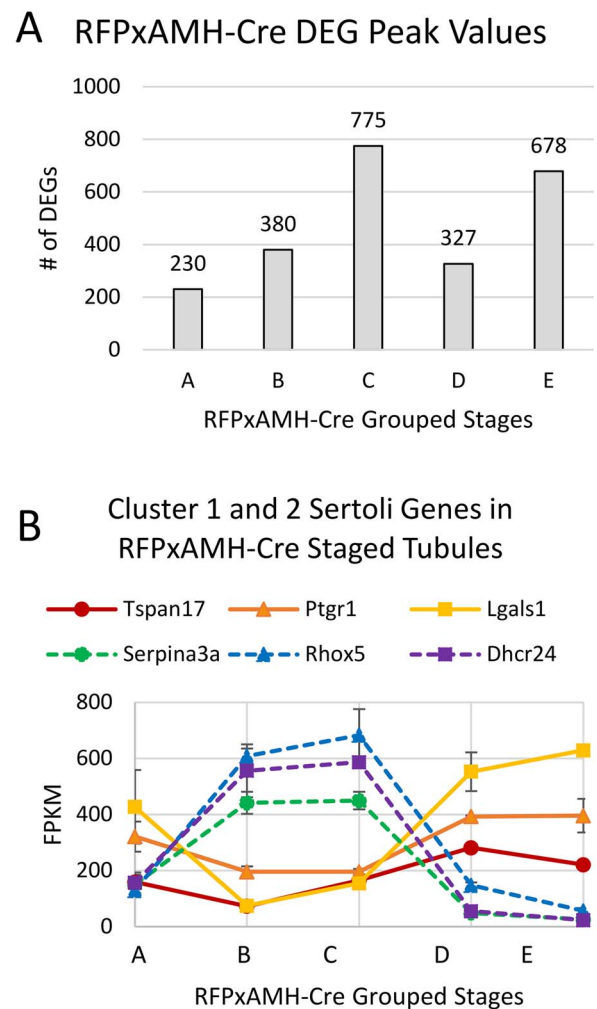 A RFPxAMH-Cre DEG Peak Values
1000
800
600
400
200
0
# of DEGs
230
380
775
327
678
A B C D E
RFPxAMH-Cre Grouped Stages
B Cluster 1 and 2 Sertoli Genes in
RFPxAMH-Cre Staged Tubules
Tspan17 Ptgr1 Lgals1
Serpina3a Rhox5 Dhcr24
800
600
400
200
0
FPKM
A B C D E
RFPxAMH-Cre Grouped Stages